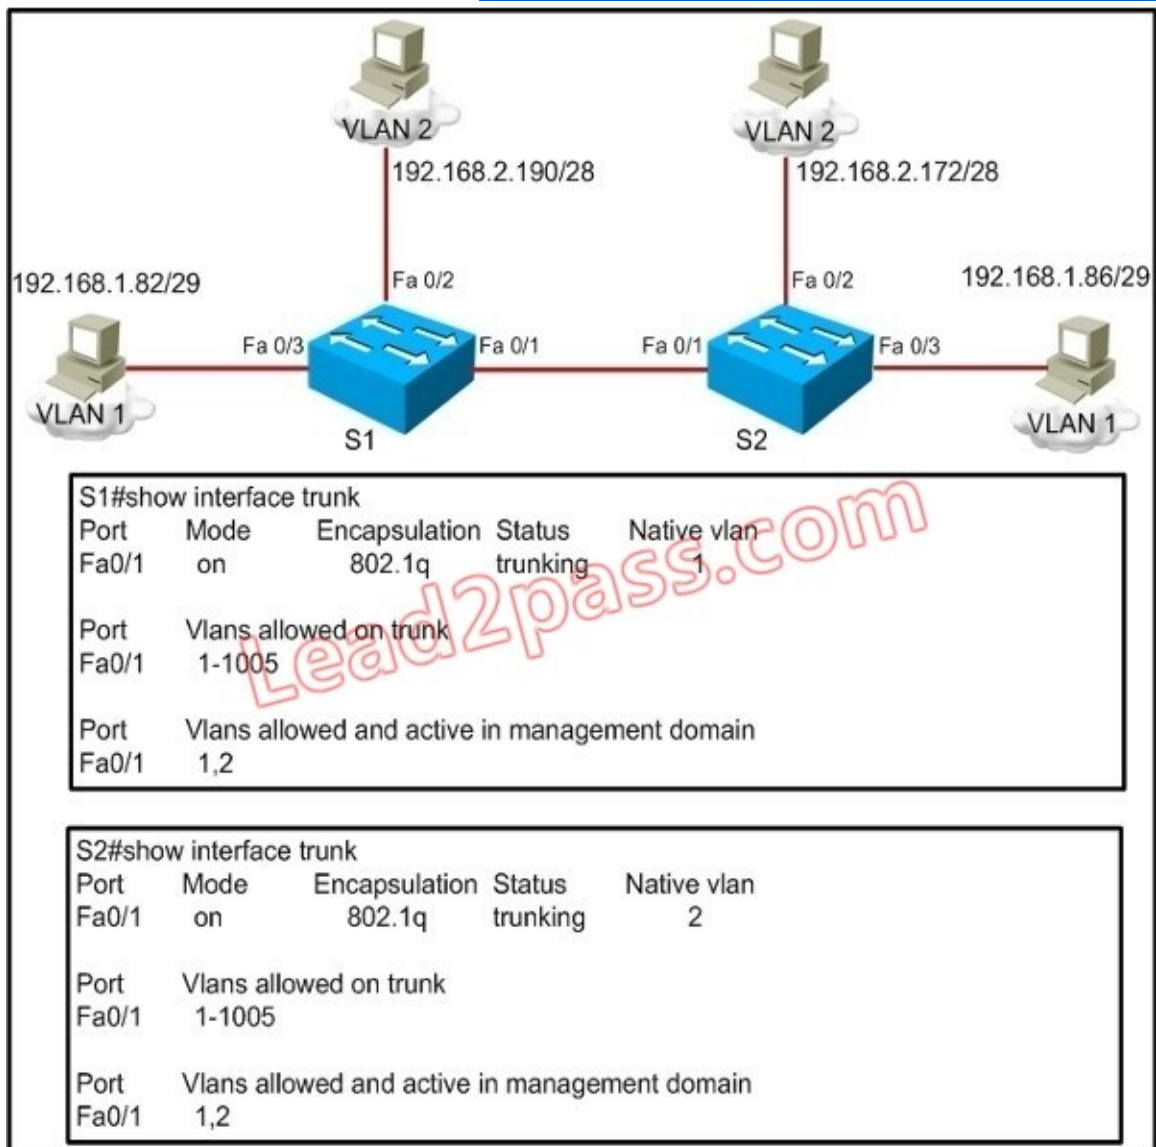 VLAN 2
VLAN 2
192.168.2.190/28
192.168.2.172/28
192.168.1.82/29
Fa 0/2
Fa 0/2
192.168.1.86/29
Fa 0/3
Fa 0/1
Fa 0/1
Fa 0/3
VLAN 1
VLAN 1
S1
S2
S1#show interface trunk
Port Mode Encapsulation Status Native vlan
Fa0/1 on 802.1q trunking 1
Port Vlans allowed on trunk
Fa0/1 1-1005
Port Vlans allowed and active in management domain
Fa0/1 1,2
Lead2pass.com
S2#show interface trunk
Port Mode Encapsulation Status Native vlan
Fa0/1 on 802.1q trunking 2
Port Vlans allowed on trunk
Fa0/1 1-1005
Port Vlans allowed and active in management domain
Fa0/1 1,2